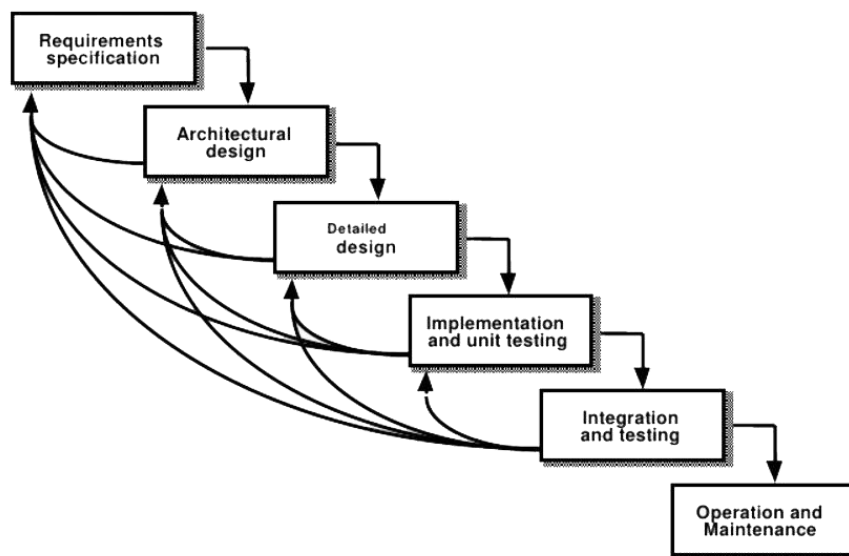 Requirements
specification
Architectural
design
Detailed
design
Implementation
and unit testing
Integration
and testing
Operation and
Maintenance